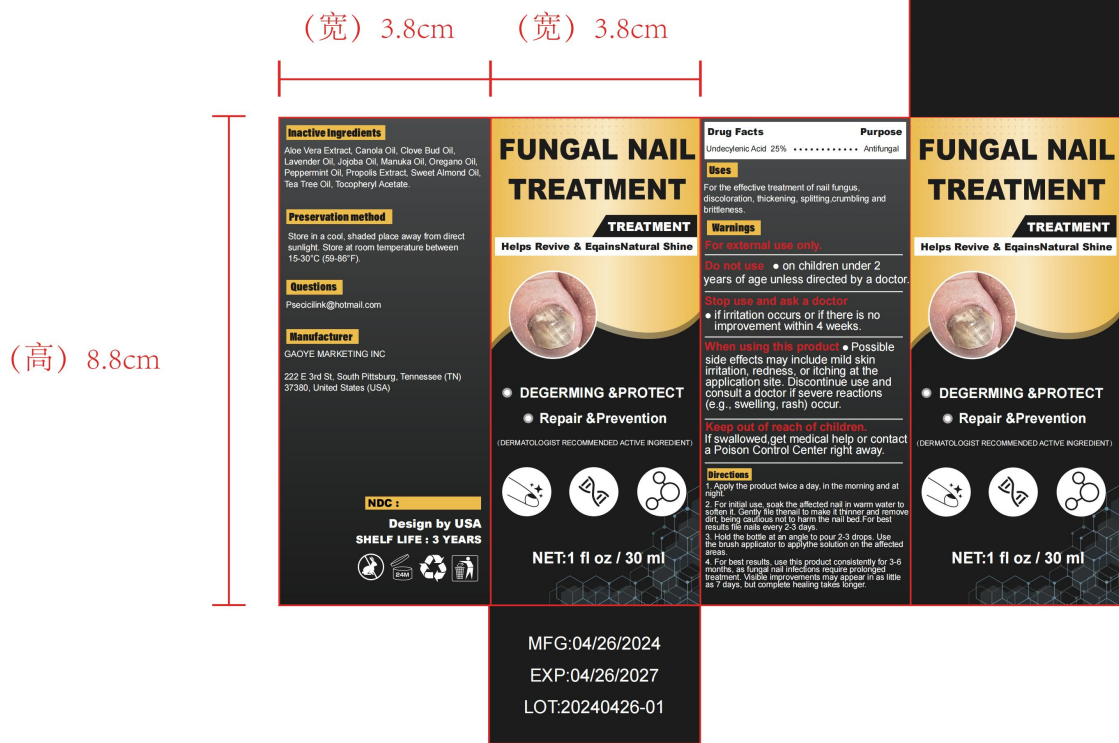 (宽) 3.8cm
(宽) 3.8cm
(高) 8.8cm
Inactive Ingredients
Aloe Vera Extract, Canola Oil, Clove Bud Oil,
Lavender Oil, Jojoba Oil, Manuka Oil, Oregano Oil,
Peppermint Oil, Propolis Extract, Sweet Almond Oil,
Tea Tree Oil, Tocopheryl Acetate.
Preservation method
Store in a cool, shaded place away from direct
sunlight. Store at room temperature between
15-30°C (59-86°F).
Questions
Psecicilink@hotmail.com
Manufacturer
GAOYE MARKETING INC
222 E 3rd St, South Pittsburg, Tennessee (TN)
37380, United States (USA)
NDC :
Design by USA
SHELF LIFE : 3 YEARS
24M
FUNGAL NAIL
TREATMENT
TREATMENT
Helps Revive & EqainsNatural Shine
DEGERMING &PROTECT
Repair &Prevention
(DERMATOLOGIST RECOMMENDED ACTIVE INGREDIENT)
NET:1 fl oz / 30 ml
Drug Facts Purpose
Undecylenic Acid 25% ············ Antifungal
Uses
For the effective treatment of nail fungus,
discoloration, thickening, splitting,crumbling and
brittleness.
Warnings
For external use only.
Do not use ● on children under 2
years of age unless directed by a doctor.
Stop use and ask a doctor
● if irritation occurs or if there is no
improvement within 4 weeks.
When using this product ● Possible
side effects may include mild skin
irritation, redness, or itching at the
application site. Discontinue use and
consult a doctor if severe reactions
(e.g., swelling, rash) occur.
Keep out of reach of children.
If swallowed,get medical help or contact
a Poison Control Center right away.
Directions
1. Apply the product twice a day, in the morning and at
night.
2. For initial use, soak the affected nail in warm water to
soften it. Gently file thenail to make it thinner and remove
dirt, being cautious not to harm the nail bed.For best
results file nails every 2-3 days.
3. Hold the bottle at an angle to pour 2-3 drops. Use
the brush applicator to applythe solution on the affected
areas.
4. For best results, use this product consistently for 3-6
months, as fungal nail infections require prolonged
treatment. Visible improvements may appear in as little
as 7 days, but complete healing takes longer.
FUNGAL NAIL
TREATMENT
TREATMENT
Helps Revive & EqainsNatural Shine
DEGERMING &PROTECT
Repair &Prevention
(DERMATOLOGIST RECOMMENDED ACTIVE INGREDIENT)
NET:1 fl oz / 30 ml
MFG:04/26/2024
EXP:04/26/2027
LOT:20240426-01